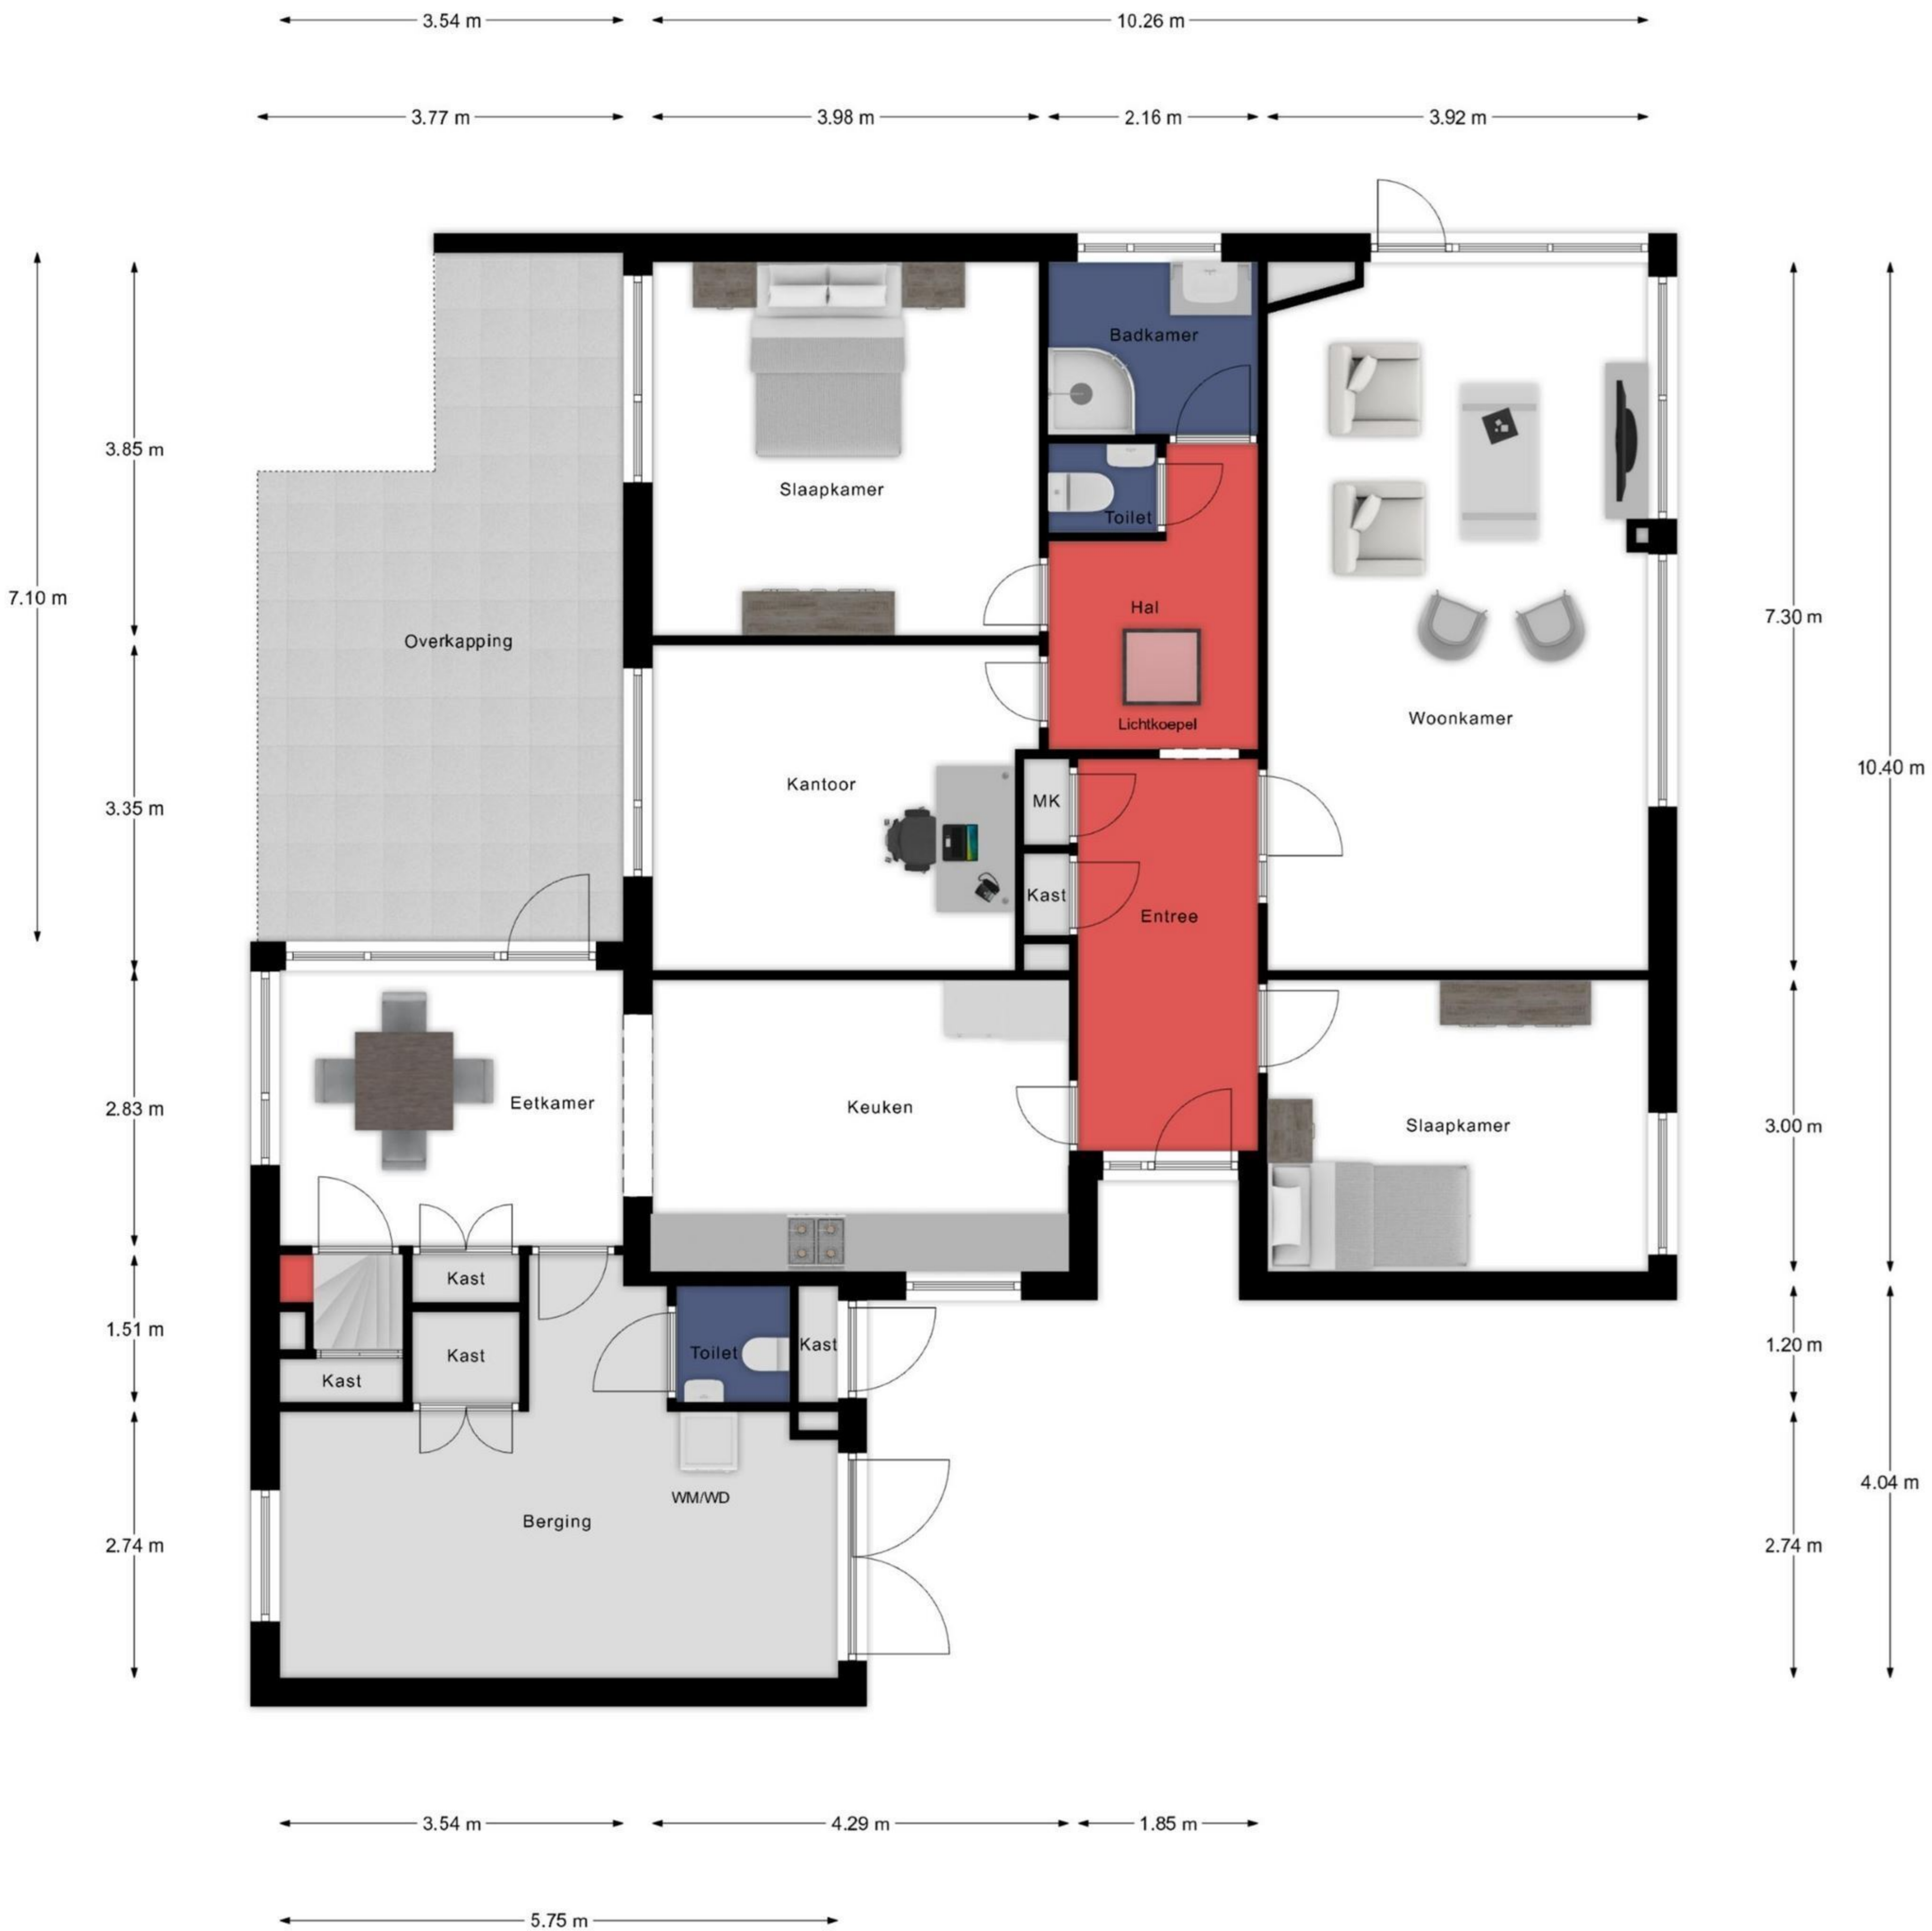 3.54 m
10.26 m
3.77 m
3.98 m
2.16 m
3.92 m
Badkamer
3.85 m
Slaapkamer
Toilet
7.10 m
Hal
7.30 m
Overkapping
Woonkamer
Lichtkoepel
10.40 m
Kantoor
MK
3.35 m
Kast
Entree
2.83 m
Eetkamer
Keuken
Slaapkamer
3.00 m
Kast
1.51 m
Kast
Toilet
Kast
1.20 m
Kast
4.04 m
WM/WD
Berging
2.74 m
2.74 m
3.54 m
4.29 m
1.85 m
5.75 m